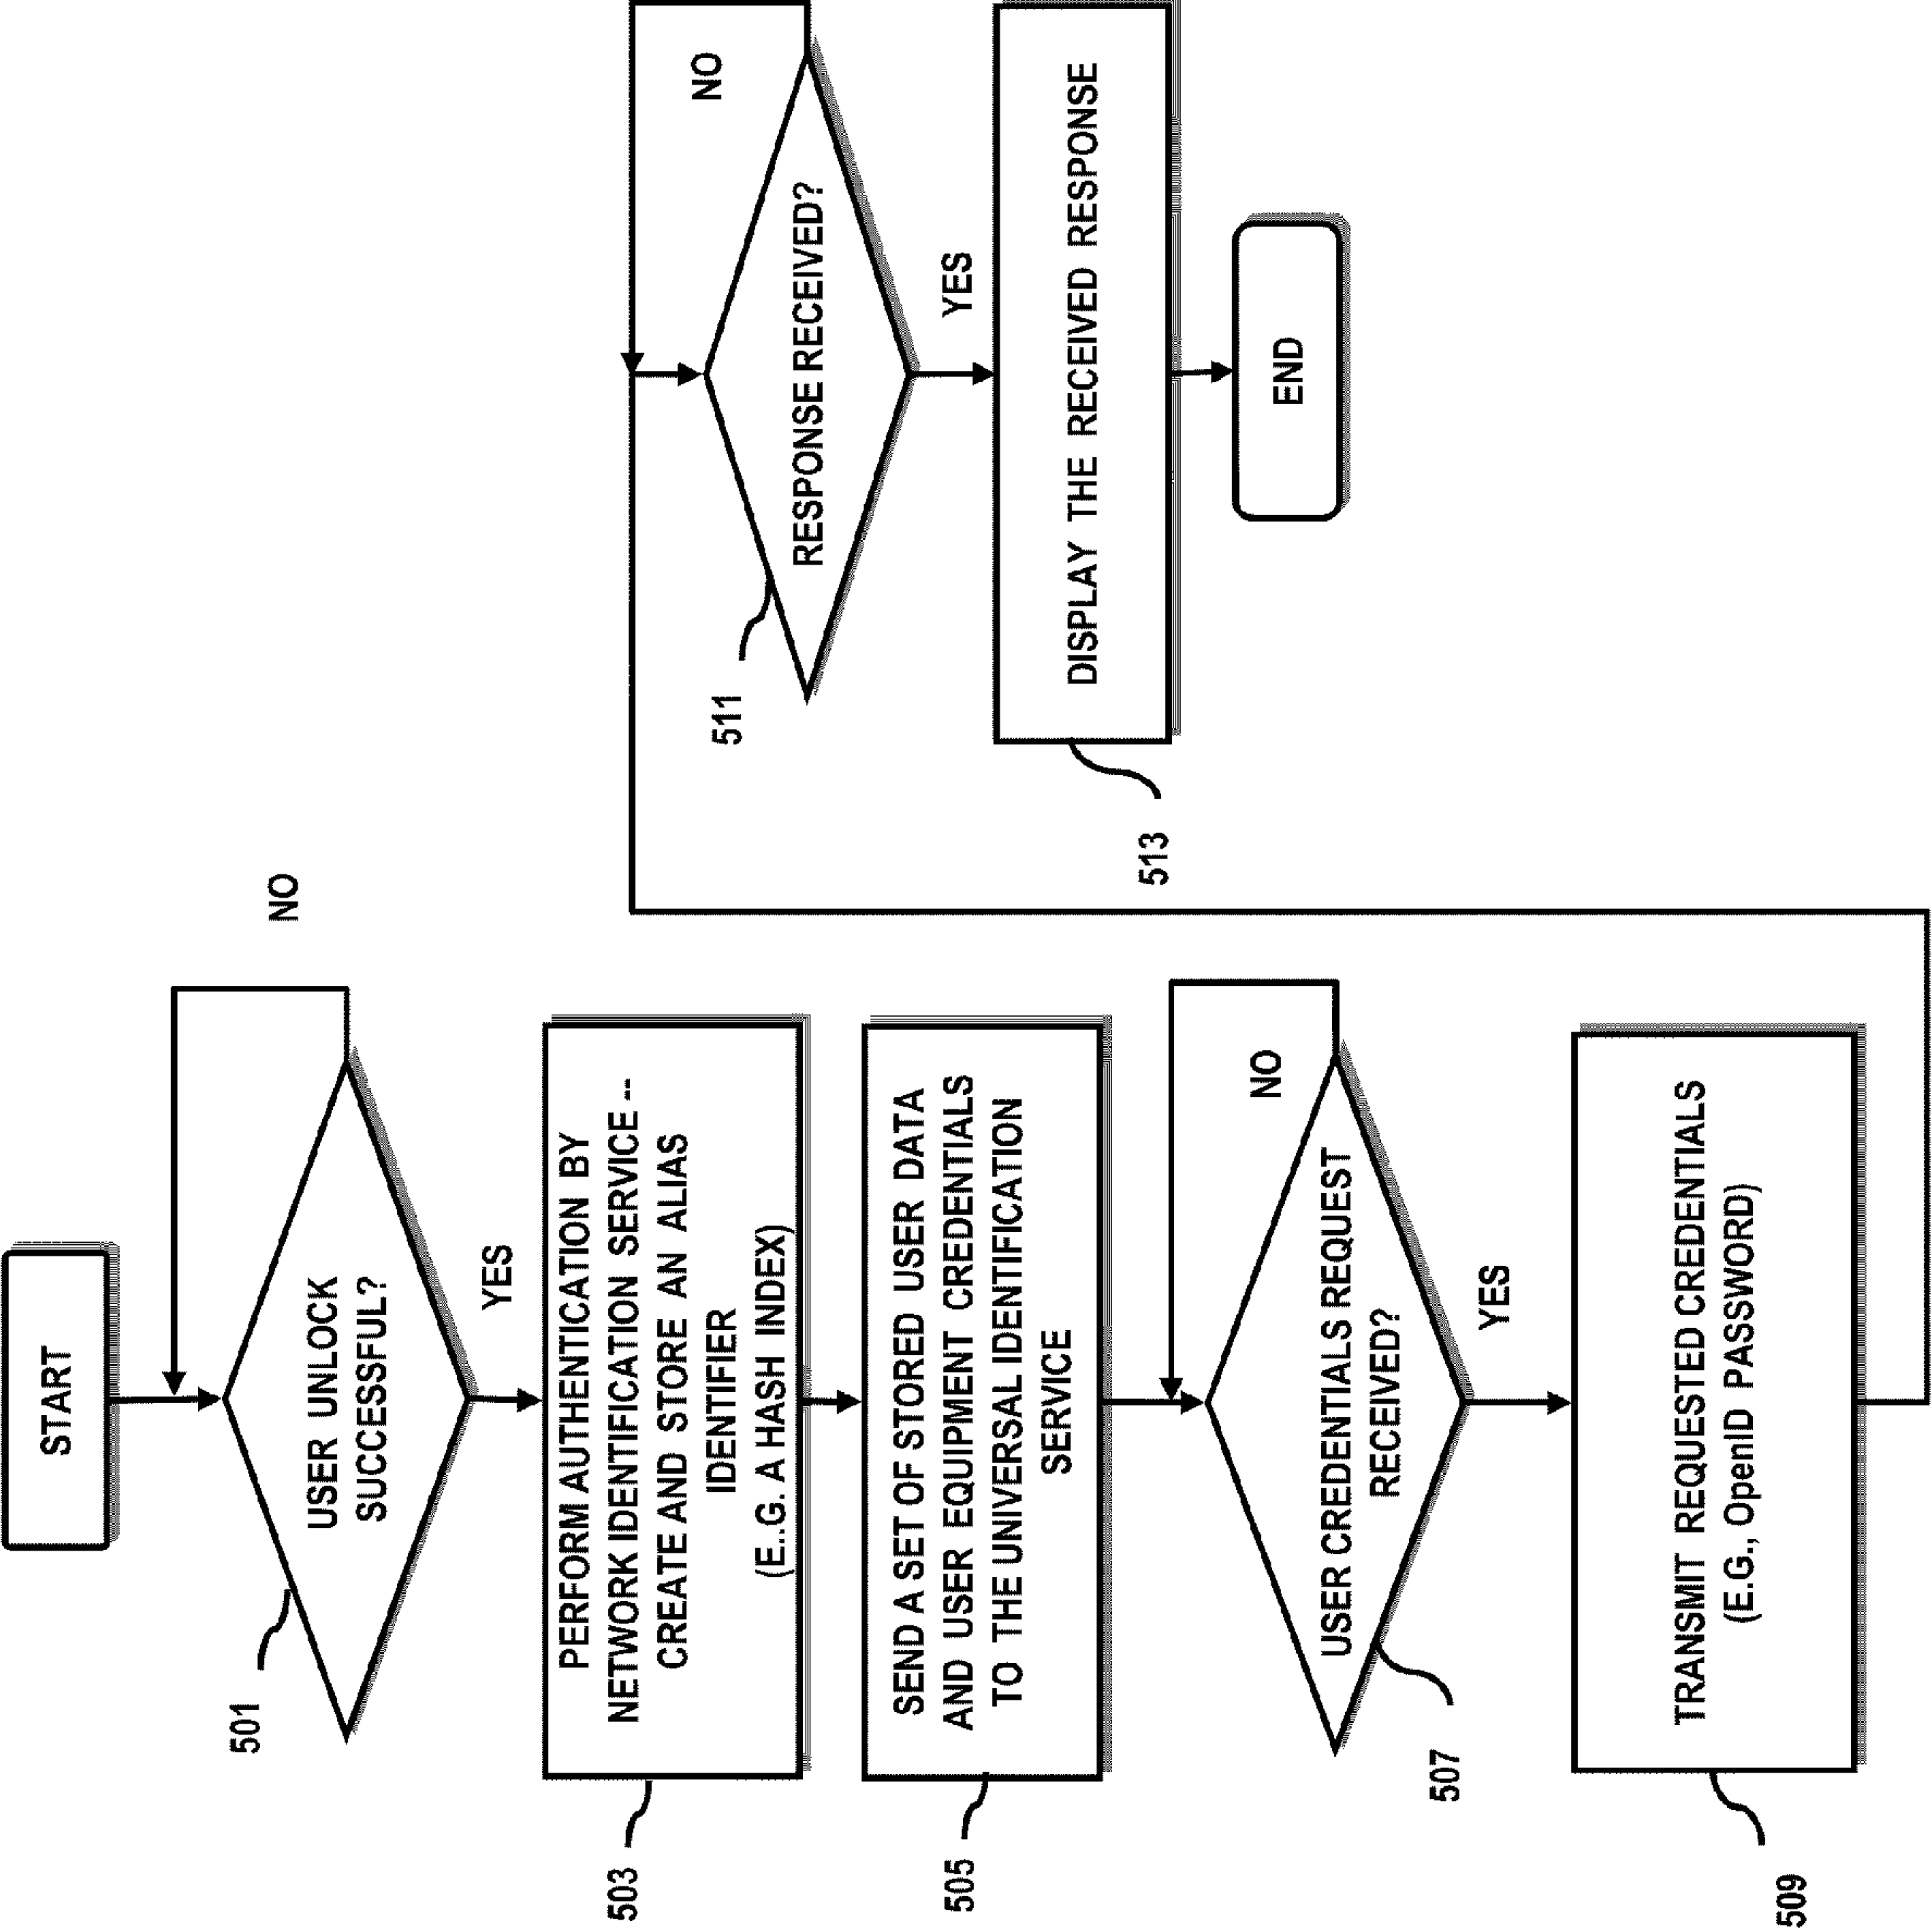 START
501
USER UNLOCK
SUCCESSFUL?
NO
YES
503
PERFORM AUTHENTICATION BY
NETWORK IDENTIFICATION SERVICE --
CREATE AND STORE AN ALIAS
IDENTIFIER
(E..G. A HASH INDEX)
505
SEND A SET OF STORED USER DATA
AND USER EQUIPMENT CREDENTIALS
TO THE UNIVERSAL IDENTIFICATION
SERVICE
507
USER CREDENTIALS REQUEST
RECEIVED?
NO
YES
509
TRANSMIT REQUESTED CREDENTIALS
(E.G., OpenID PASSWORD)
511
RESPONSE RECEIVED?
NO
YES
513
DISPLAY THE RECEIVED RESPONSE
END